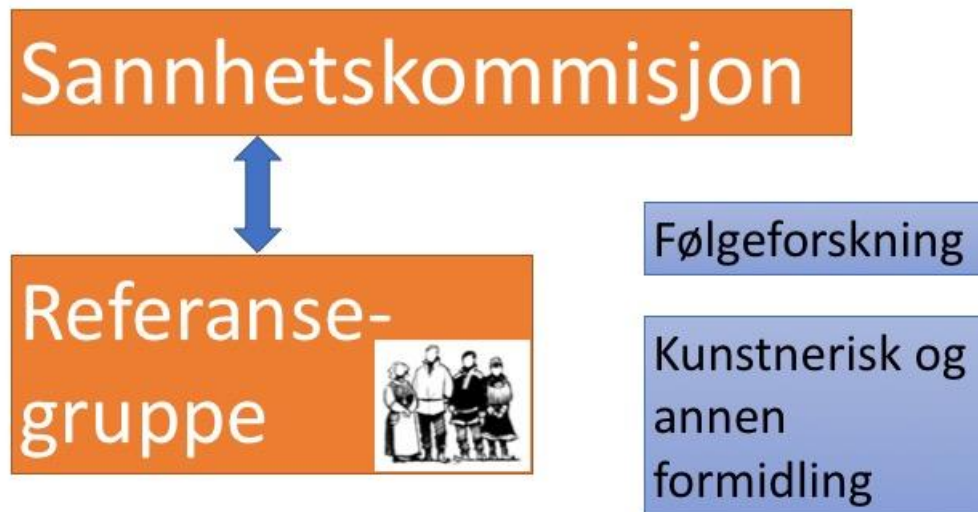 Sannhetskommisjon
Referanse-
gruppe
Følgeforskning
Kunstnerisk og
annen
formidling